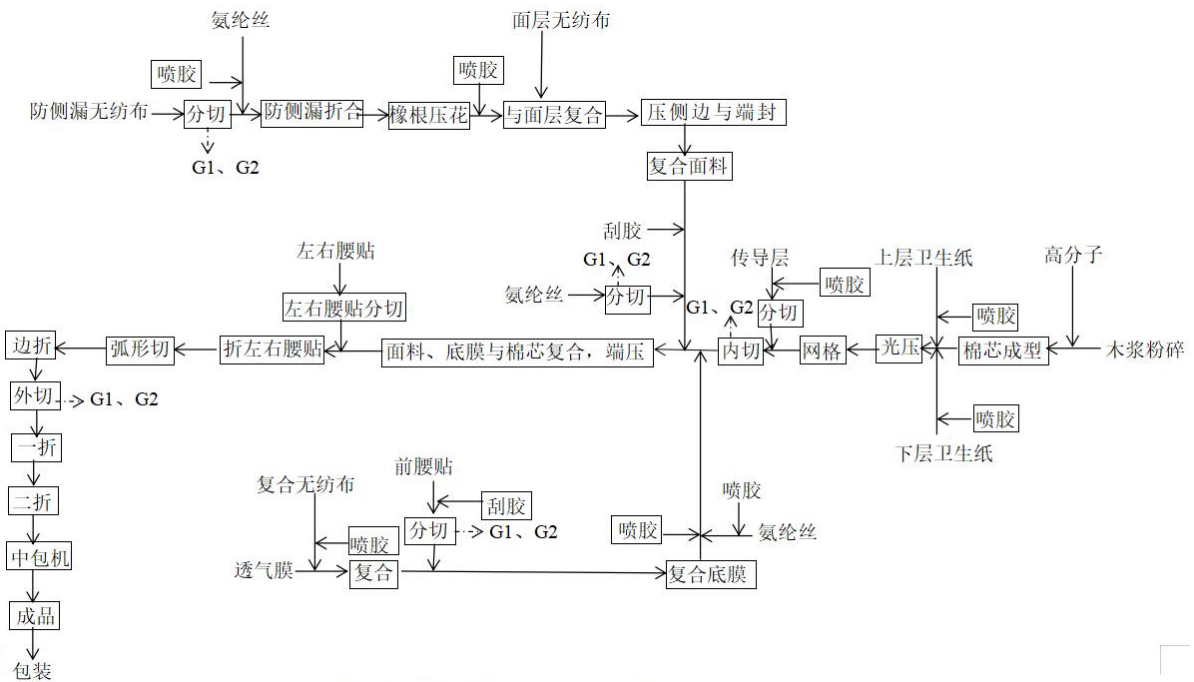 氨纶丝
面层无纺布
喷胶
喷胶
防侧漏无纺布
分切
防侧漏折合
橡根压花
与面层复合
压侧边与端封
G1、G2
复合面料
刮胶
左右腰贴
G1、G2
传导层
上层卫生纸
高分子
氨纶丝
分切
喷胶
左右腰贴分切
G1、G2
分切
喷胶
边折
弧形切
折左右腰贴
面料、底膜与棉芯复合，端压
内切
网格
光压
棉芯成型
木浆粉碎
外切
G1、G2
喷胶
一折
下层卫生纸
前腰贴
复合无纺布
喷胶
二折
刮胶
分切
G1、G2
喷胶
氨纶丝
喷胶
中包机
透气膜
复合
复合底膜
成品
包装